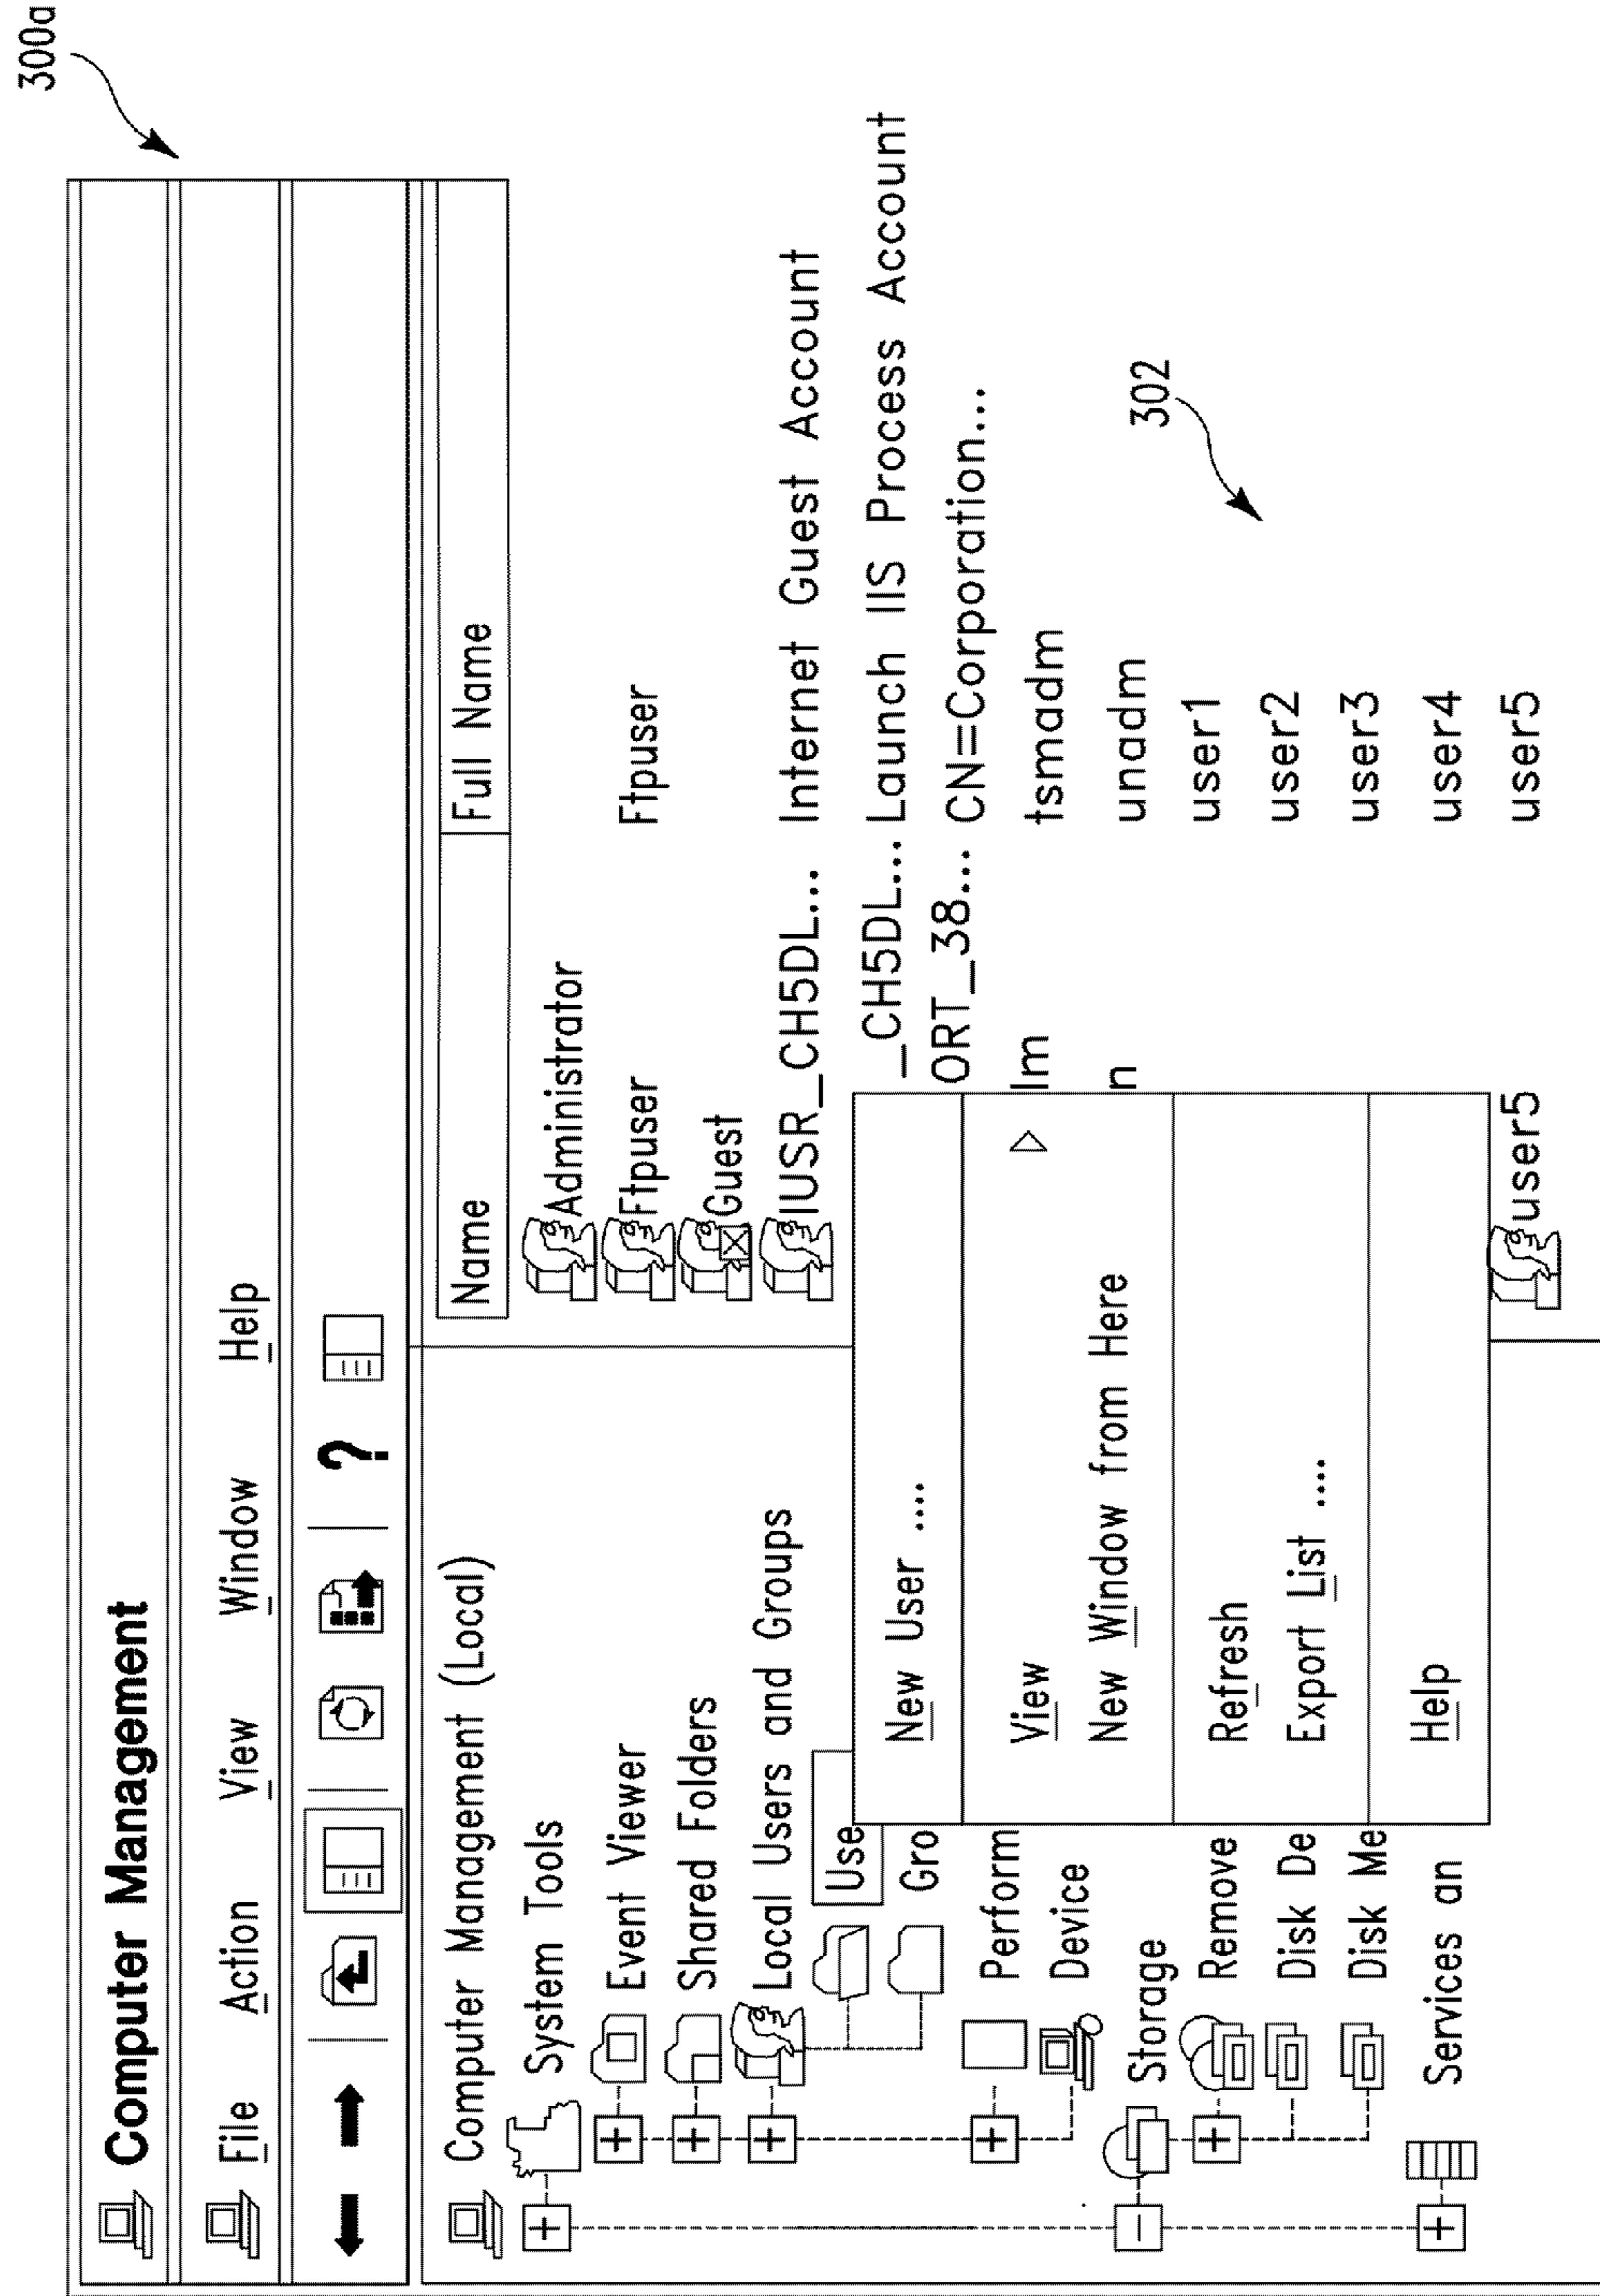 300a
Computer Management
File Action View Window Help
?
Computer Management (Local)
System Tools
Event Viewer
Shared Folders
Local Users and Groups
Use
Gro
Perform
Device
Storage
Remove
Disk De
Disk Me
Services an
New User ....
View
New Window from Here
Refresh
Export List ....
Help
Name Full Name
Administrator
Ftpuser Ftpuser
Guest
IUSR_CH5DL... Internet Guest Account
_CH5DL... Launch IIS Process Account
ORT_38... CN=Corporation...
lm tsmadm
n unadm
user1
user2
user3
user4
user5 user5
302